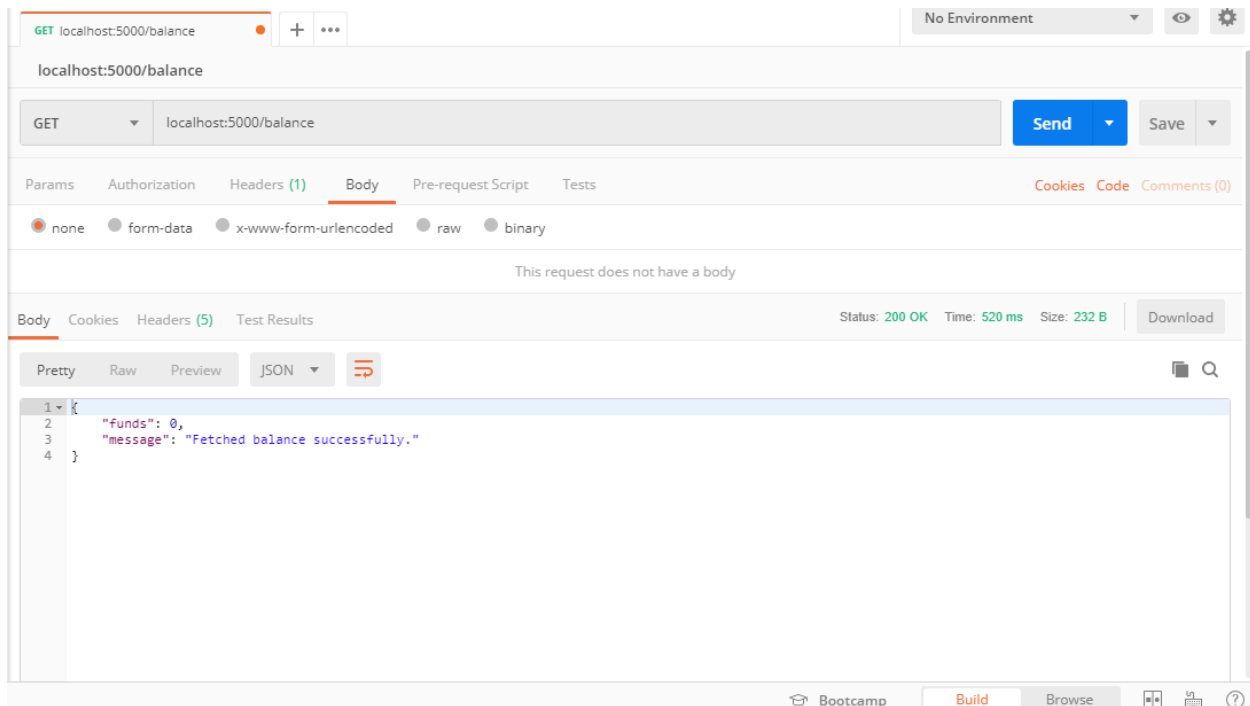 GET localhost:5000/balance
No Environment
localhost:5000/balance
GET localhost:5000/balance Send Save
Params Authorization Headers (1) Body Pre-request Script Tests Cookies Code Comments (0)
none form-data x-www-form-urlencoded raw binary
This request does not have a body
Body Cookies Headers (5) Test Results Status: 200 OK Time: 520 ms Size: 232 B Download
Pretty Raw Preview JSON
1 {
2 "funds": 0,
3 "message": "Fetched balance successfully."
4 }
Bootcamp Build Browse